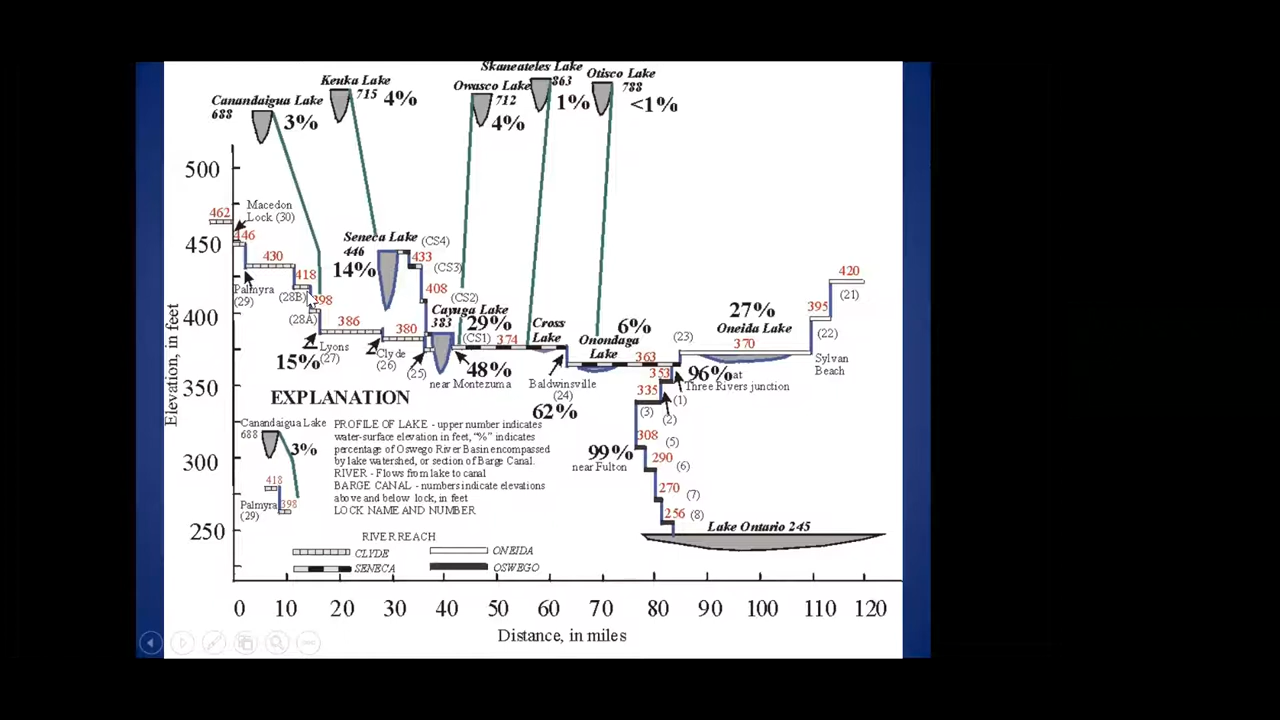 Skaneateles Lake
863
1%
Otisco Lake
788
<1%
Keuka Lake
715 4%
Owasco Lake
712
4%
Canandaigua Lake
688
3%
500
450
400
350
300
250
Elevation, in feet
Macedon
Lock (30)
462
446
430
418
398
386
380
Palmyra
(29)
(28B)
(28A)
Lyons
(27)
15%
2
2
Clyde
(26)
(25)
Seneca Lake
446
14%
(CS4)
433
(CS3)
408
(CS2)
Cayuga Lake
383
29%
(CS1)
374
48%
near Montezuma
Cross
Lake
Baldwinsville
(24)
62%
6%
Onondaga
Lake
363
(23)
27%
Oneida Lake
370
395
420
(21)
(22)
Sylvan
Beach
96%
at
Three Rivers junction
353
335
(1)
(2)
(3)
308
(5)
290
(6)
270
(7)
256
(8)
99%
near Fulton
Lake Ontario 245
EXPLANATION
Canandaigua Lake
688
3%
418
398
Palmyra
(29)
PROFILE OF LAKE - upper number indicates
water-surface elevation in feet, "%" indicates
percentage of Oswego River Basin encompassed
by lake watershed, or section of Barge Canal.
RIVER - Flows from lake to canal
BARGE CANAL - numbers indicate elevations
above and below lock, in feet
LOCK NAME AND NUMBER
RIVER REACH
CLYDE
ONEIDA
SENECA
OSWEGO
0 10 20 30 40 50 60 70 80 90 100 110 120
Distance, in miles